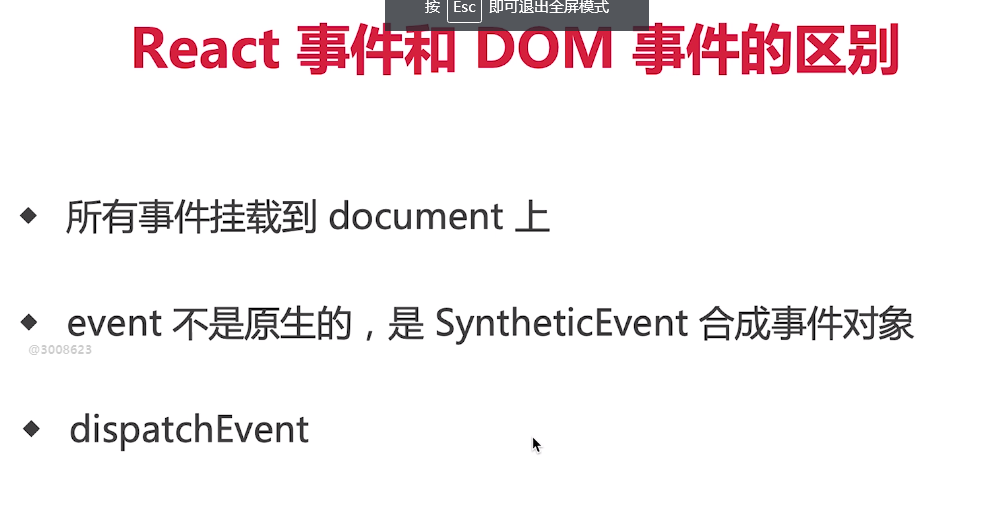 按 Esc 即可退出全屏模式
React 事件和 DOM 事件的区别
所有事件挂载到 document 上
event 不是原生的，是 SyntheticEvent 合成事件对象
@3008623
dispatchEvent